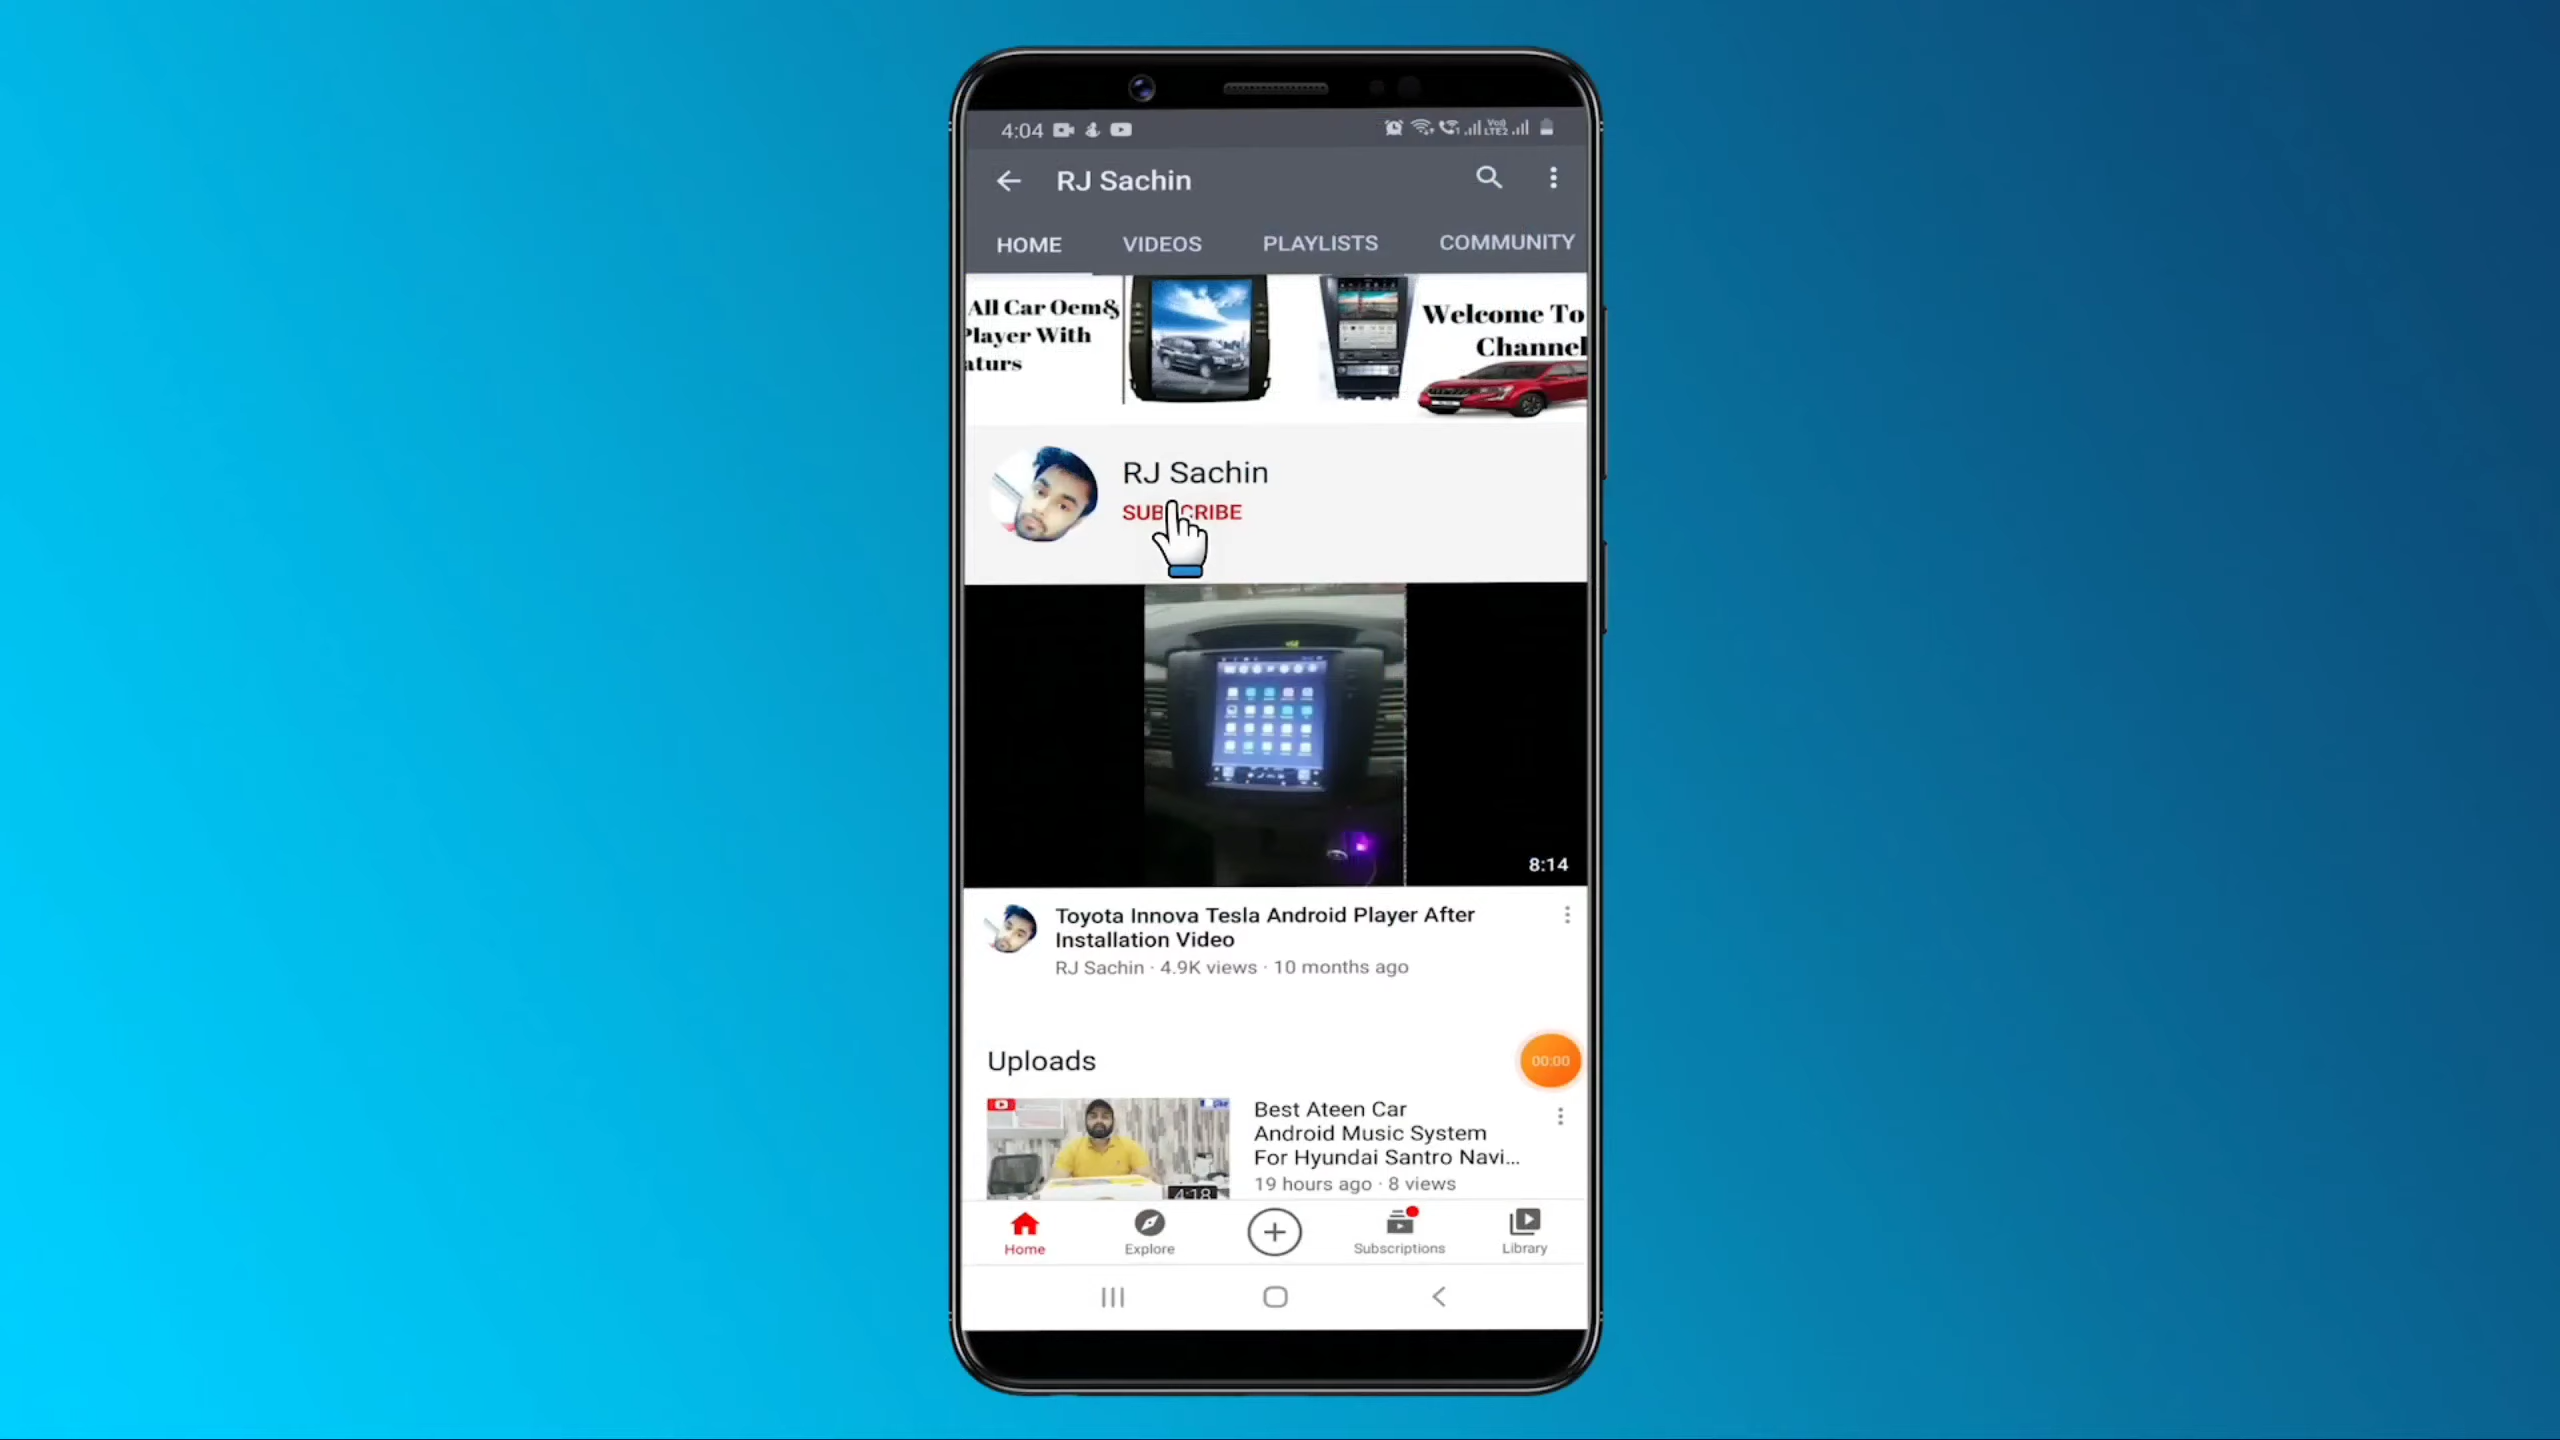 4:04
RJ Sachin
HOME VIDEOS PLAYLISTS COMMUNITY
All Car Oem&
Player With
aturs
Welcome To
Channel
RJ Sachin
SUBSCRIBE
8:14
Toyota Innova Tesla Android Player After
Installation Video
RJ Sachin · 4.9K views · 10 months ago
Uploads
00:00
Best Ateen Car
Android Music System
For Hyundai Santro Navi...
19 hours ago · 8 views
4:18
Home Explore Subscriptions Library